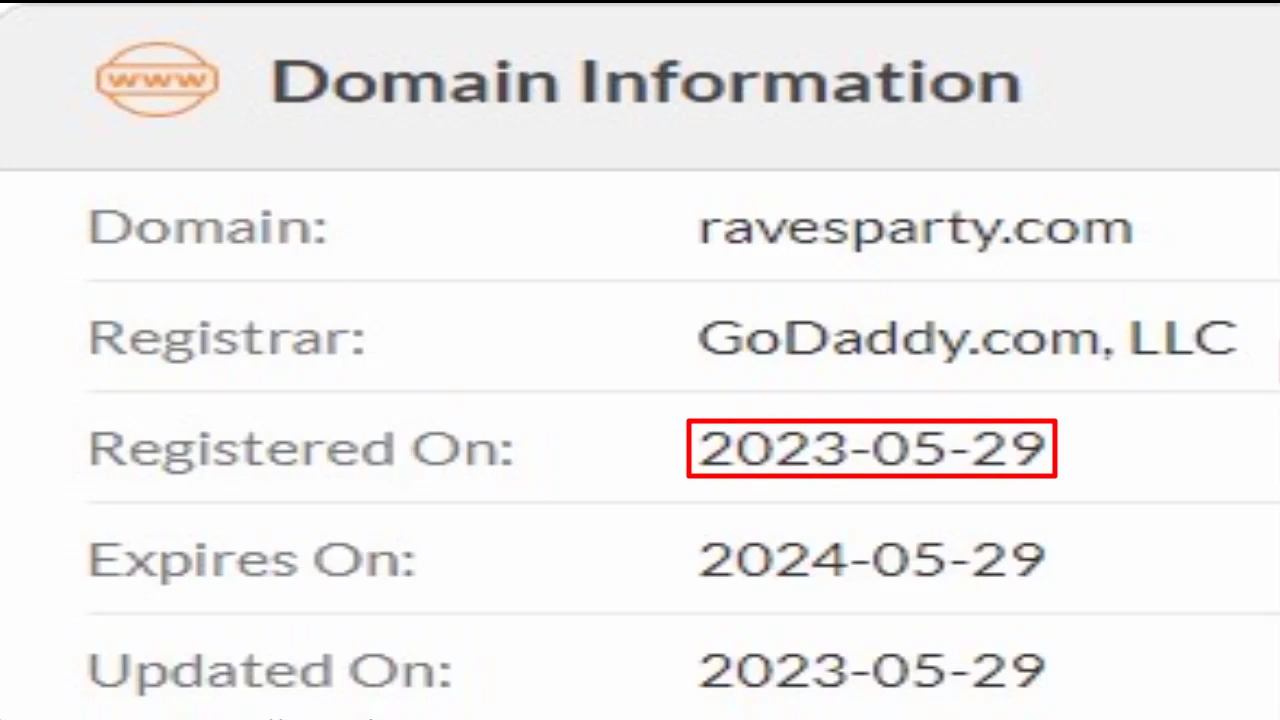 www
Domain Information
Domain: ravesparty.com
Registrar: GoDaddy.com, LLC
Registered On: 2023-05-29
Expires On: 2024-05-29
Updated On: 2023-05-29